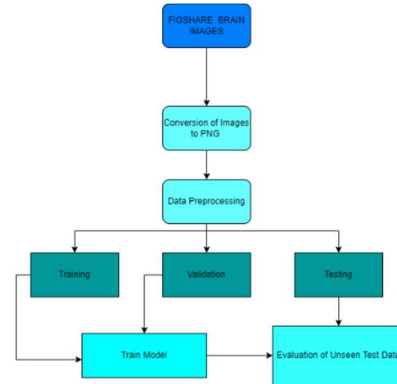 FIGSHARE BRAIN
IMAGES
Conversion of Images
to PNG
Data Preprocessing
Training
Validation
Testing
Train Model
Evaluation of Unseen Test Data